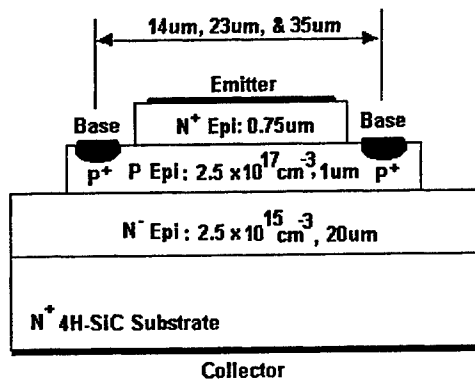 14um, 23um, & 35um
Emitter
Base
N+ Epi: 0.75um
Base
P+
P Epi: 2.5 x 10^17 cm^-3, 1um
P+
N^- Epi: 2.5 x 10^15 cm^-3, 20um
N+ 4H-SiC Substrate
Collector